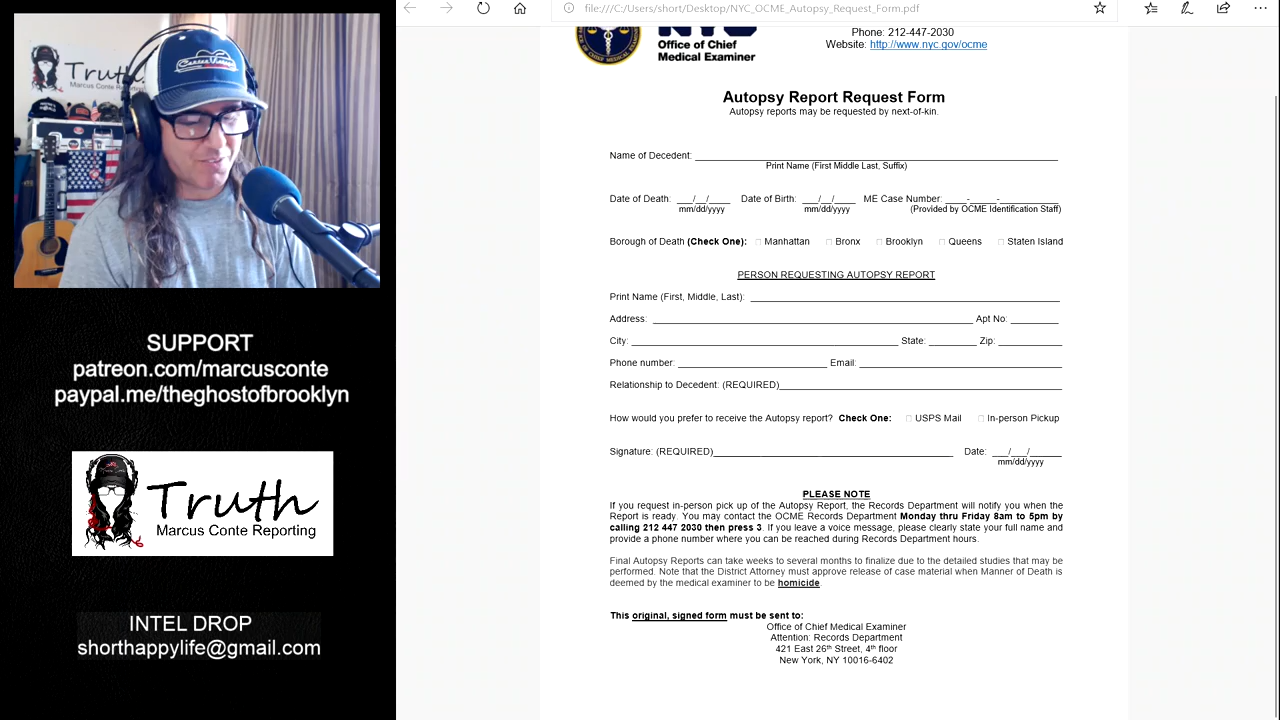 Truth
Marcus Conte Reporting
SUPPORT
patreon.com/marcusconte
paypal.me/theghostofbrooklyn
Truth
Marcus Conte Reporting
INTEL DROP
shorthappylife@gmail.com
file:///C:/Users/short/Desktop/NYC_OCME_Autopsy_Request_Form.pdf
Office of Chief
Medical Examiner
Phone: 212-447-2030
Website: http://www.nyc.gov/ocme
Autopsy Report Request Form
Autopsy reports may be requested by next-of-kin.
Name of Decedent:
Print Name (First Middle Last, Suffix)
Date of Death: ___/__/____ Date of Birth: ___/__/____ ME Case Number: ____-_____-___________
mm/dd/yyyy mm/dd/yyyy (Provided by OCME Identification Staff)
Borough of Death (Check One): □ Manhattan □ Bronx □ Brooklyn □ Queens □ Staten Island
PERSON REQUESTING AUTOPSY REPORT
Print Name (First, Middle, Last):
Address: Apt No:
City: State: Zip:
Phone number: Email:
Relationship to Decedent: (REQUIRED)
How would you prefer to receive the Autopsy report? Check One: □ USPS Mail □ In-person Pickup
Signature: (REQUIRED) Date: ___/___/______
mm/dd/yyyy
PLEASE NOTE
If you request in-person pick up of the Autopsy Report, the Records Department will notify you when the
Report is ready. You may contact the OCME Records Department Monday thru Friday 8am to 5pm by
calling 212 447 2030 then press 3. If you leave a voice message, please clearly state your full name and
provide a phone number where you can be reached during Records Department hours.
Final Autopsy Reports can take weeks to several months to finalize due to the detailed studies that may be
performed. Note that the District Attorney must approve release of case material when Manner of Death is
deemed by the medical examiner to be homicide.
This original, signed form must be sent to:
Office of Chief Medical Examiner
Attention: Records Department
421 East 26th Street, 4th floor
New York, NY 10016-6402